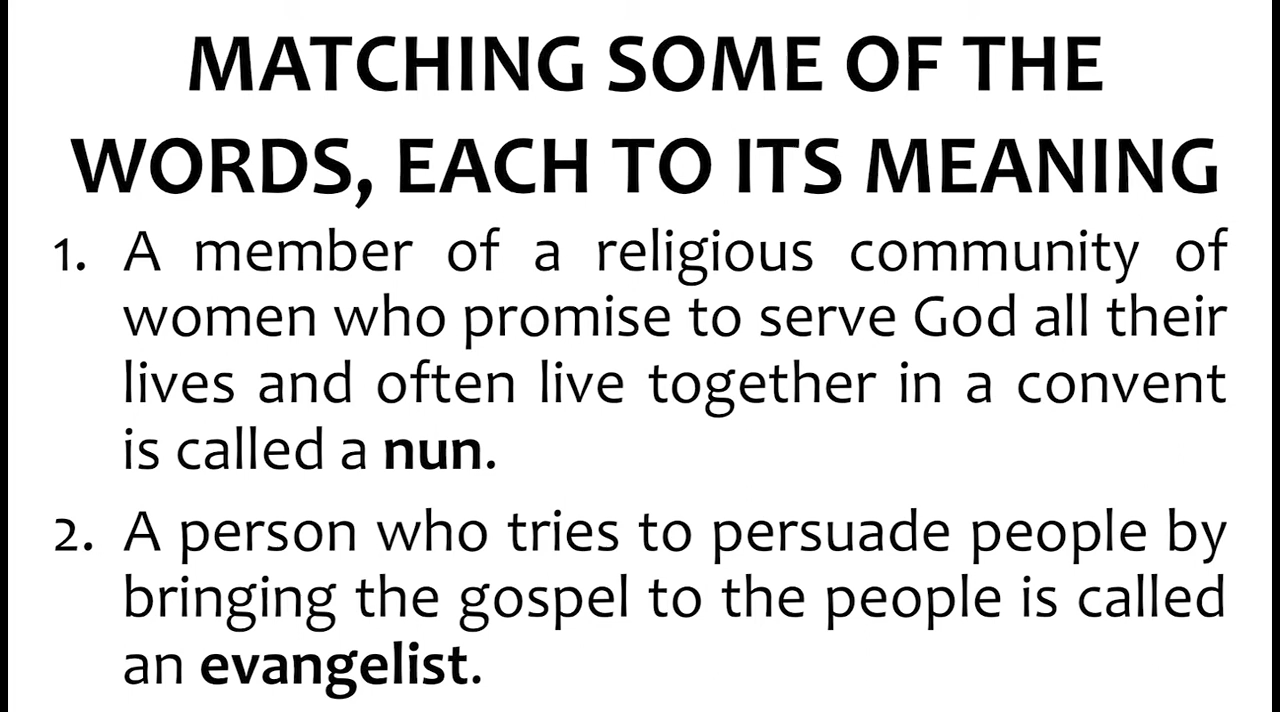 MATCHING SOME OF THE
WORDS, EACH TO ITS MEANING
1. A member of a religious community of
women who promise to serve God all their
lives and often live together in a convent
is called a nun.
2. A person who tries to persuade people by
bringing the gospel to the people is called
an evangelist.